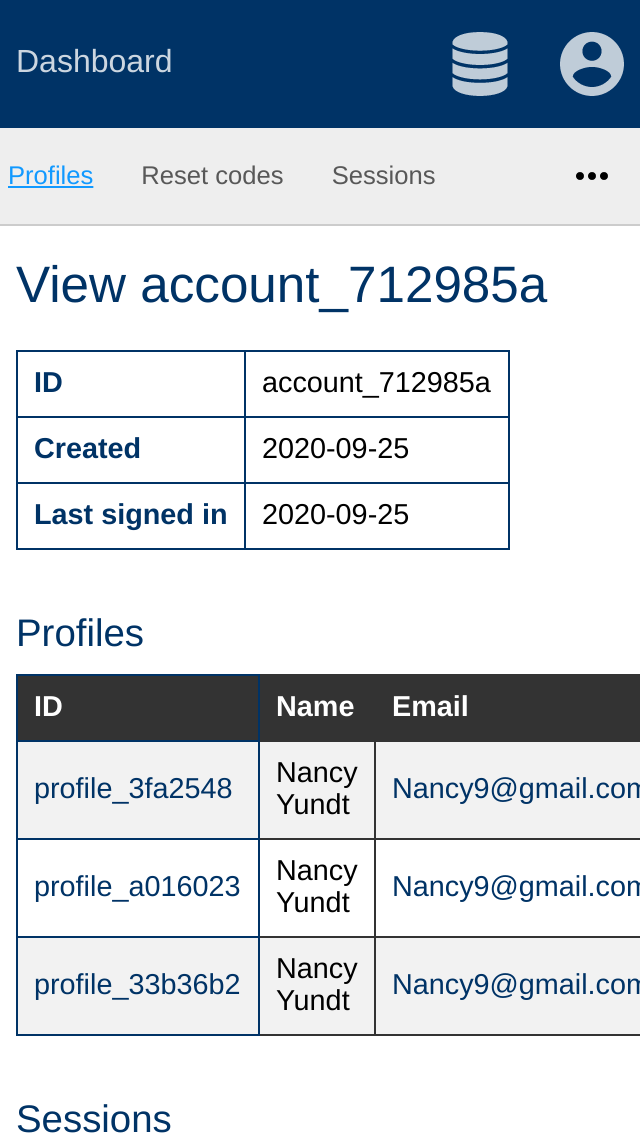 Dashboard
Profiles Reset codes Sessions
View account_712985a
ID account_712985a
Created 2020-09-25
Last signed in 2020-09-25
Profiles
ID Name Email
profile_3fa2548 Nancy Yundt Nancy9@gmail.com
profile_a016023 Nancy Yundt Nancy9@gmail.com
profile_33b36b2 Nancy Yundt Nancy9@gmail.com
Sessions